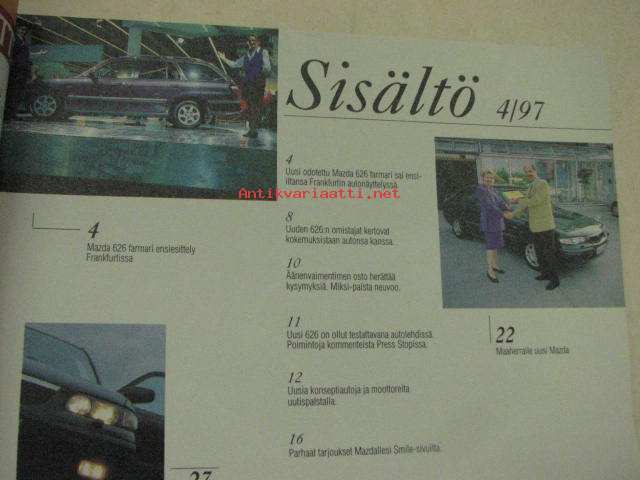 Sisältö 4/97
4
Uusi odotettu Mazda 626 farmari sai ensi-
iltansa Frankfurtin autonäyttelyssä.
Antikvariaatti.net
8
Uuden 626:n omistajat kertovat
kokemuksistaan autonsa kanssa.
10
Äänenvaimentimen osto herättää
kysymyksiä. Miksi-palsta neuvoo.
11
Uusi 626 on ollut testattavana autolehdissä.
Poimintoja kommenteista Press Stopissa.
12
Uusia konseptiautoja ja moottoreita
uutispalstalla.
16
Parhaat tarjoukset Mazdallesi Smile-sivuilta.
4
Mazda 626 farmari ensiesittely
Frankfurtissa
22
Maaherralle uusi Mazda
27